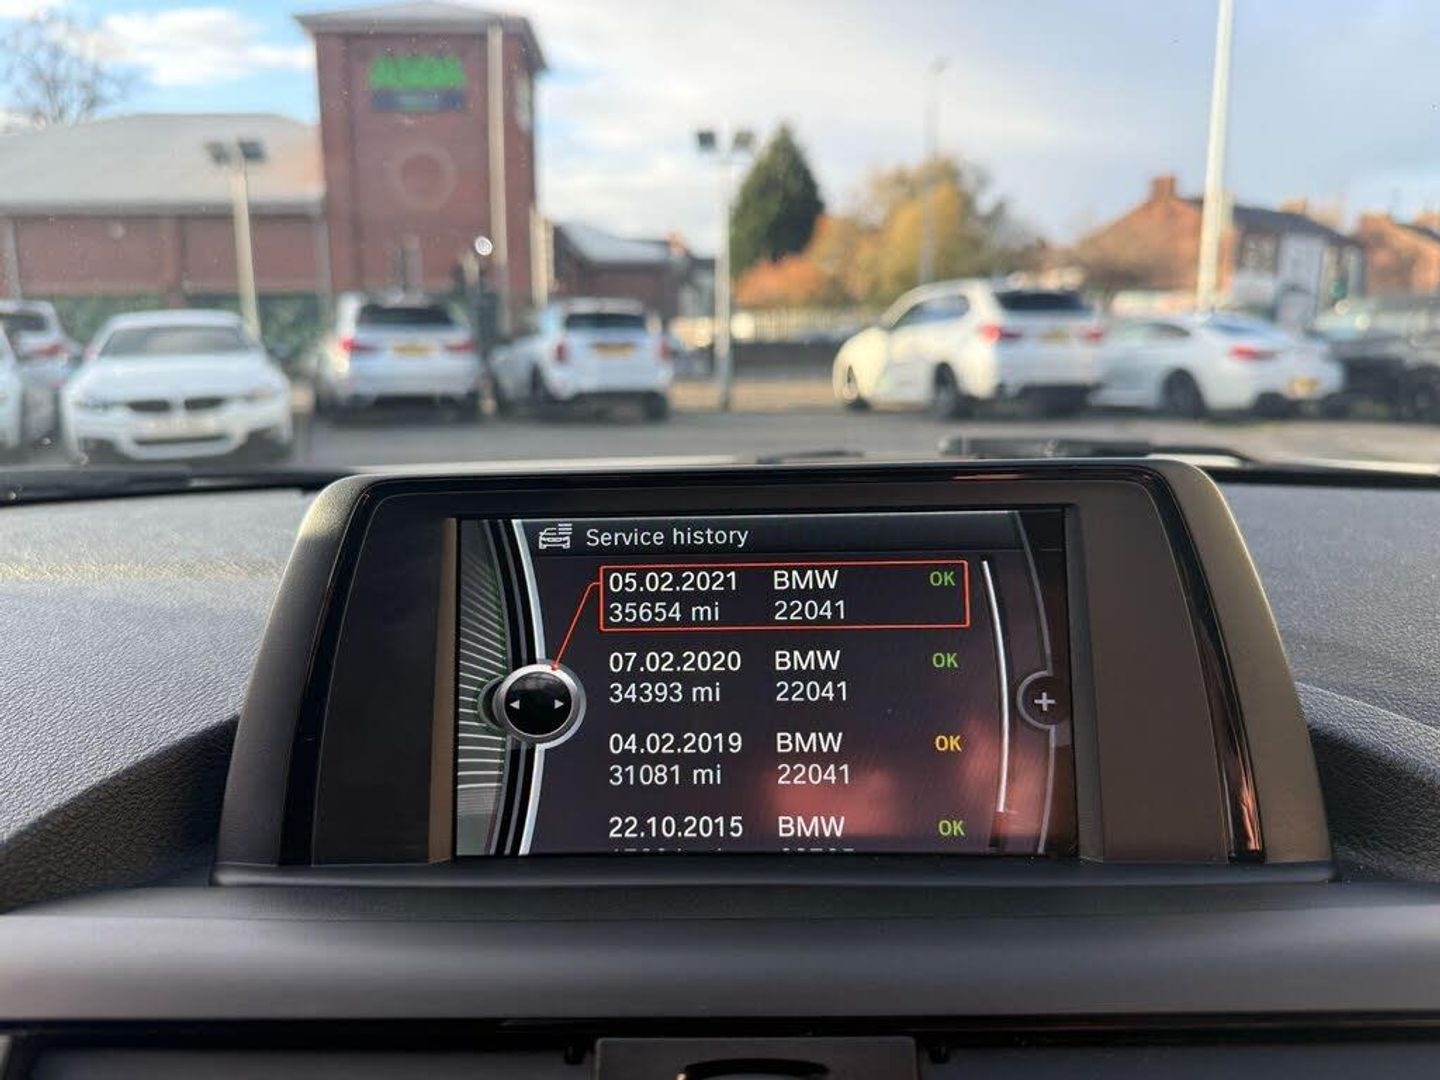 Service history
05.02.2021 BMW OK
35654 mi 22041
07.02.2020 BMW OK
34393 mi 22041
04.02.2019 BMW OK
31081 mi 22041
22.10.2015 BMW OK